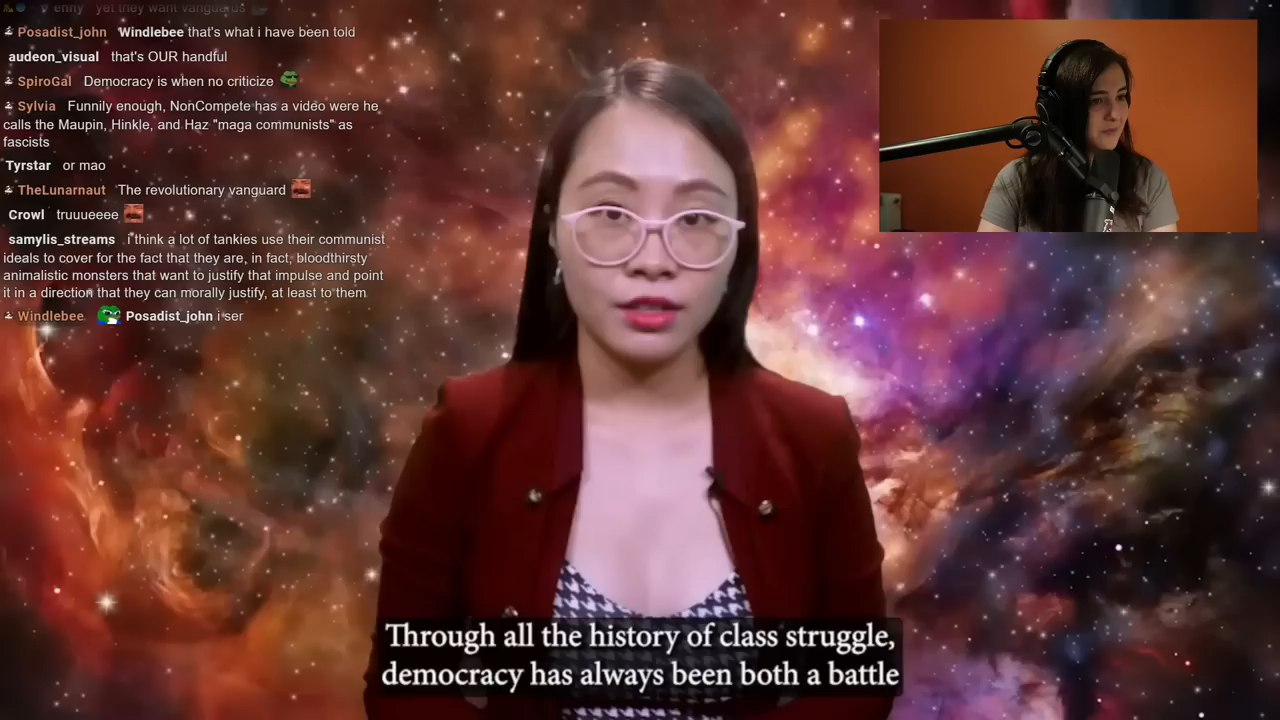 enny yet they want vanguards
Posadist_john Windlebee that's what i have been told
audeon_visual that's OUR handful
SpiroGal Democracy is when no criticize
Sylvia Funnily enough, NonCompete has a video were he
calls the Maupin, Hinkle, and Haz "maga communists" as
fascists
Tyrstar or mao
TheLunarnaut The revolutionary vanguard
Crowl truuueeee
samylis_streams i think a lot of tankies use their communist
ideals to cover for the fact that they are, in fact, bloodthirsty
animalistic monsters that want to justify that impulse and point
it in a direction that they can morally justify, at least to them
Windlebee Posadist_john i ser
Through all the history of class struggle,
democracy has always been both a battle